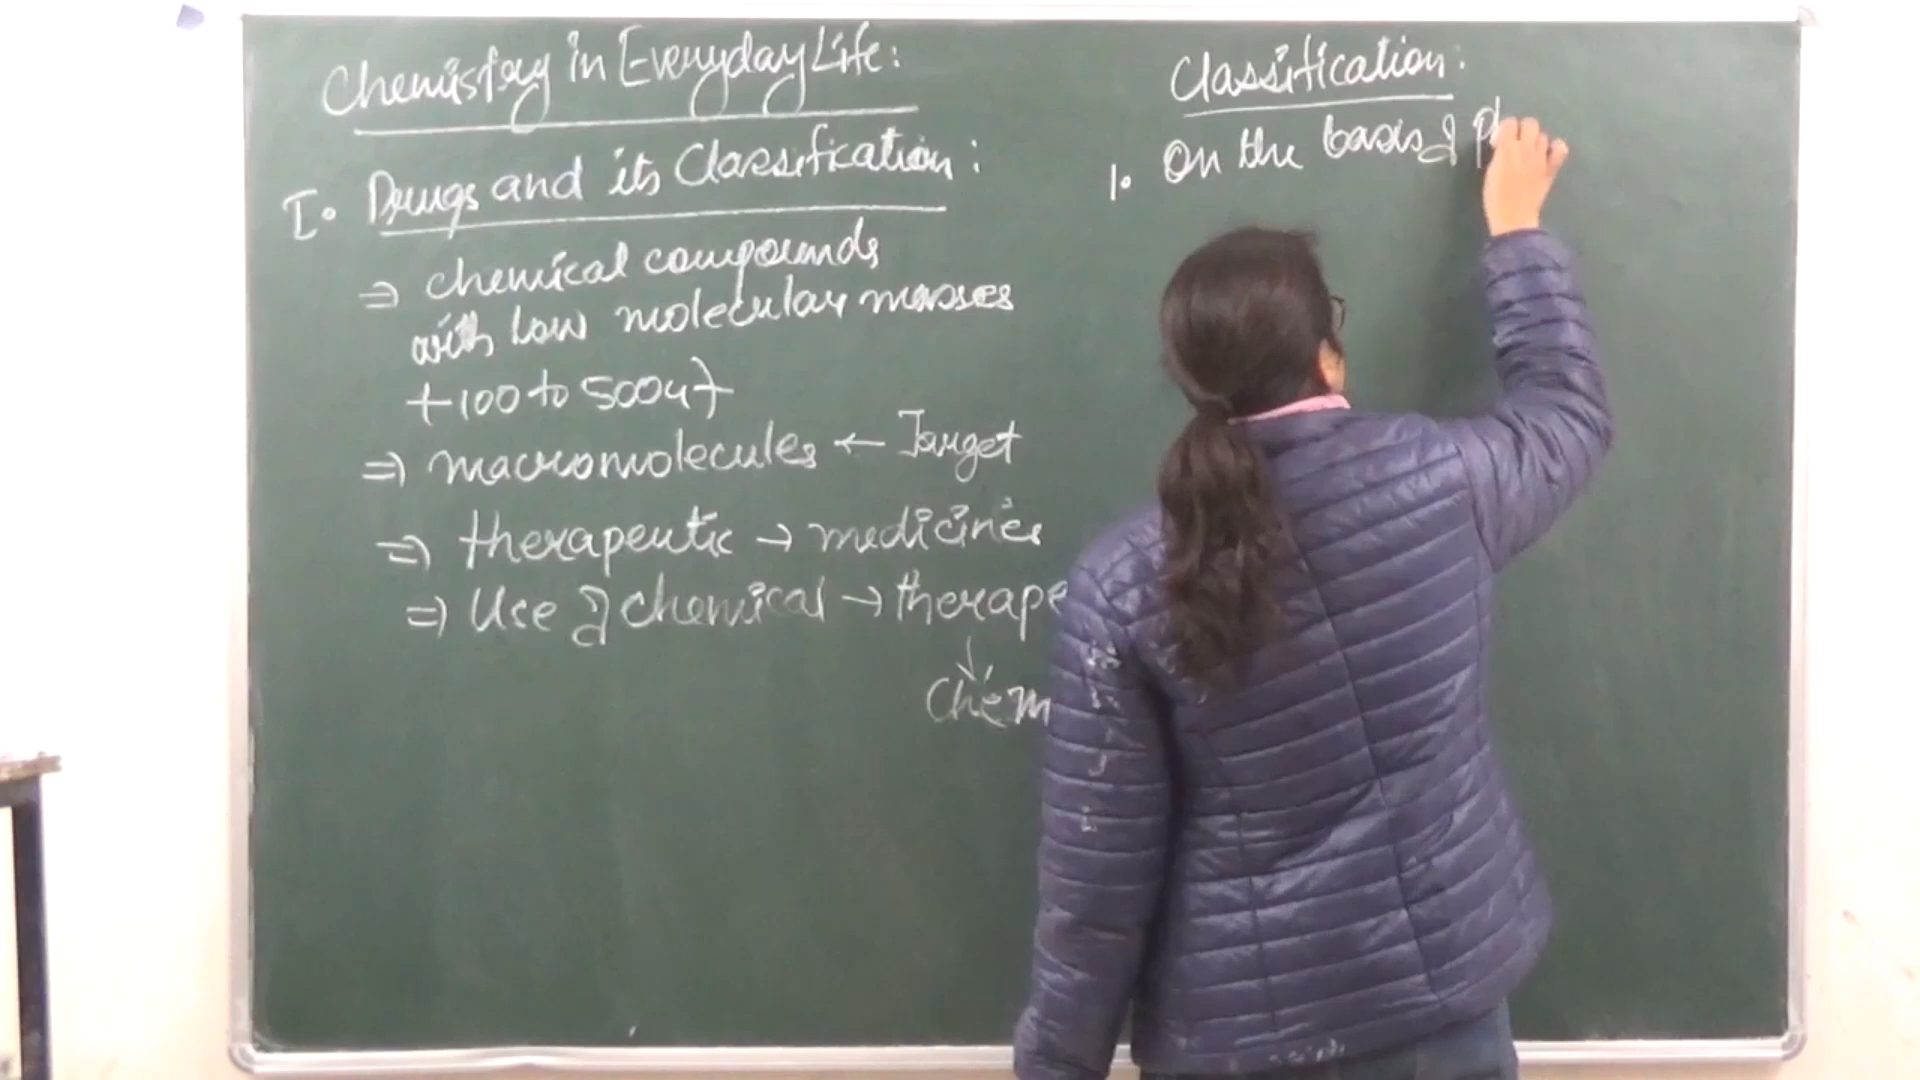 Chemistry in Everyday Life:
I. Drugs and its Classification:
⇒ chemical compounds
with low molecular masses
(100 to 500u)
⇒ macromolecules ← Target
⇒ therapeutic → medicines
⇒ Use of chemical → therape
↓
Chem
Classification:
1. On the basis of Ph